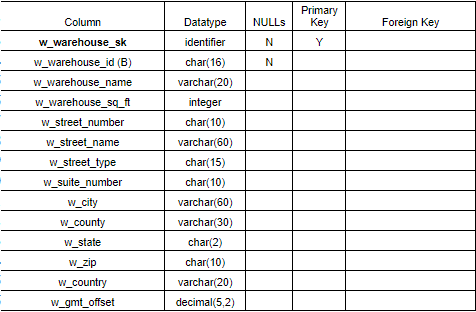 Column Datatype NULLs Primary Key Foreign Key
w_warehouse_sk identifier N Y
w_warehouse_id (B) char(16) N
w_warehouse_name varchar(20)
w_warehouse_sq_ft integer
w_street_number char(10)
w_street_name varchar(60)
w_street_type char(15)
w_suite_number char(10)
w_city varchar(60)
w_county varchar(30)
w_state char(2)
w_zip char(10)
w_country varchar(20)
w_gmt_offset decimal(5,2)